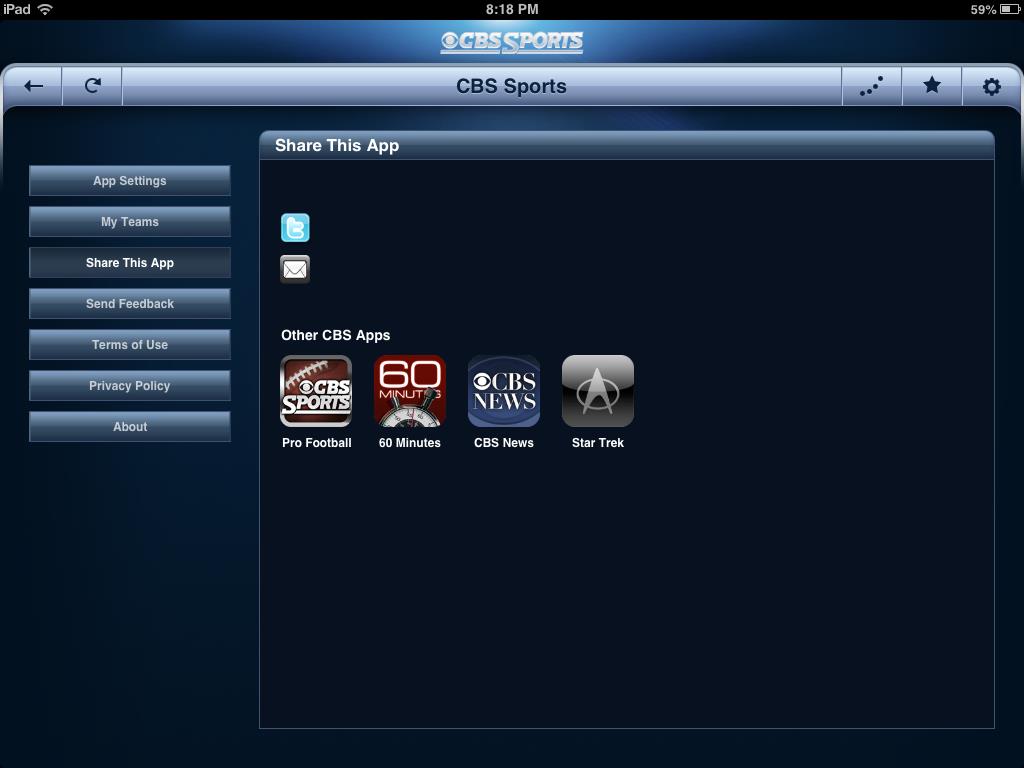 iPad
8:18 PM
59%
CBS SPORTS
CBS Sports
App Settings
My Teams
Share This App
Send Feedback
Terms of Use
Privacy Policy
About
Share This App
Other CBS Apps
CBS
SPORTS
60
MINUTES
CBS
NEWS
Pro Football
60 Minutes
CBS News
Star Trek